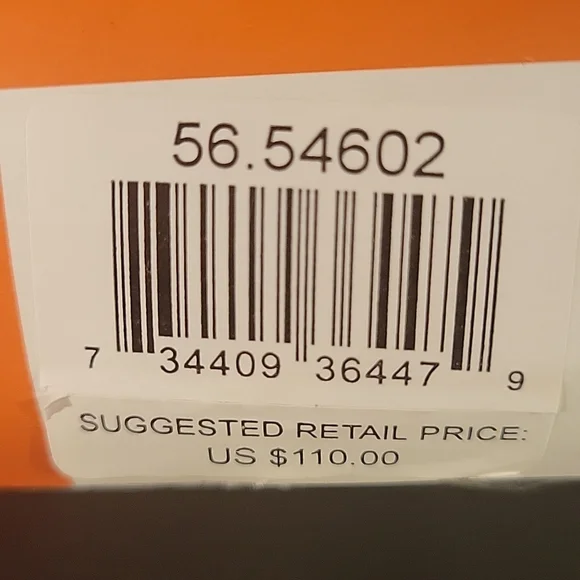 56.54602
7 34409 36447 9
SUGGESTED RETAIL PRICE:
US $110.00